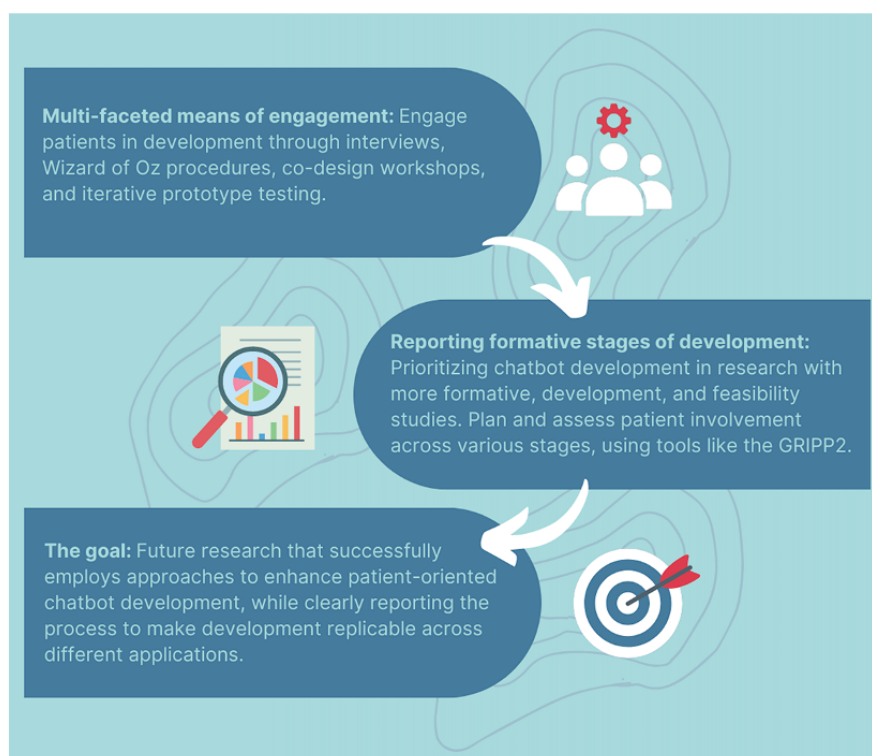 Multi-faceted means of engagement: Engage
patients in development through interviews,
Wizard of Oz procedures, co-design workshops,
and iterative prototype testing.
Reporting formative stages of development:
Prioritizing chatbot development in research with
more formative, development, and feasibility
studies. Plan and assess patient involvement
across various stages, using tools like the GRIPP2.
The goal: Future research that successfully
employs approaches to enhance patient-oriented
chatbot development, while clearly reporting the
process to make development replicable across
different applications.